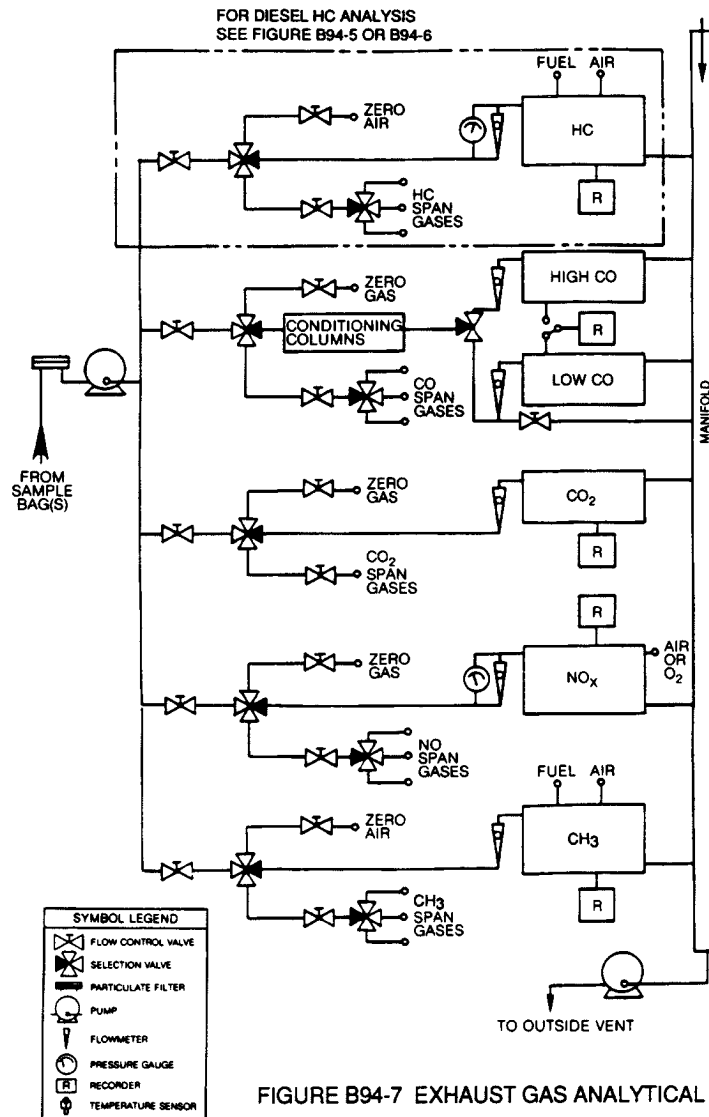 FOR DIESEL HC ANALYSIS
SEE FIGURE B94-5 OR B94-6
FUEL AIR
ZERO
AIR
HC
R
HC
SPAN
GASES
ZERO
GAS
HIGH CO
CONDITIONING
COLUMNS
R
LOW CO
CO
SPAN
GASES
MANIFOLD
FROM
SAMPLE
BAG(S)
ZERO
GAS
CO2
R
CO2
SPAN
GASES
R
ZERO
GAS
AIR
OR
O2
NOX
NO
SPAN
GASES
FUEL AIR
ZERO
AIR
CH3
R
CH3
SPAN
GASES
SYMBOL LEGEND
FLOW CONTROL VALVE
SELECTION VALVE
PARTICULATE FILTER
PUMP
FLOWMETER
PRESSURE GAUGE
R RECORDER
TEMPERATURE SENSOR
TO OUTSIDE VENT
FIGURE B94-7 EXHAUST GAS ANALYTICAL